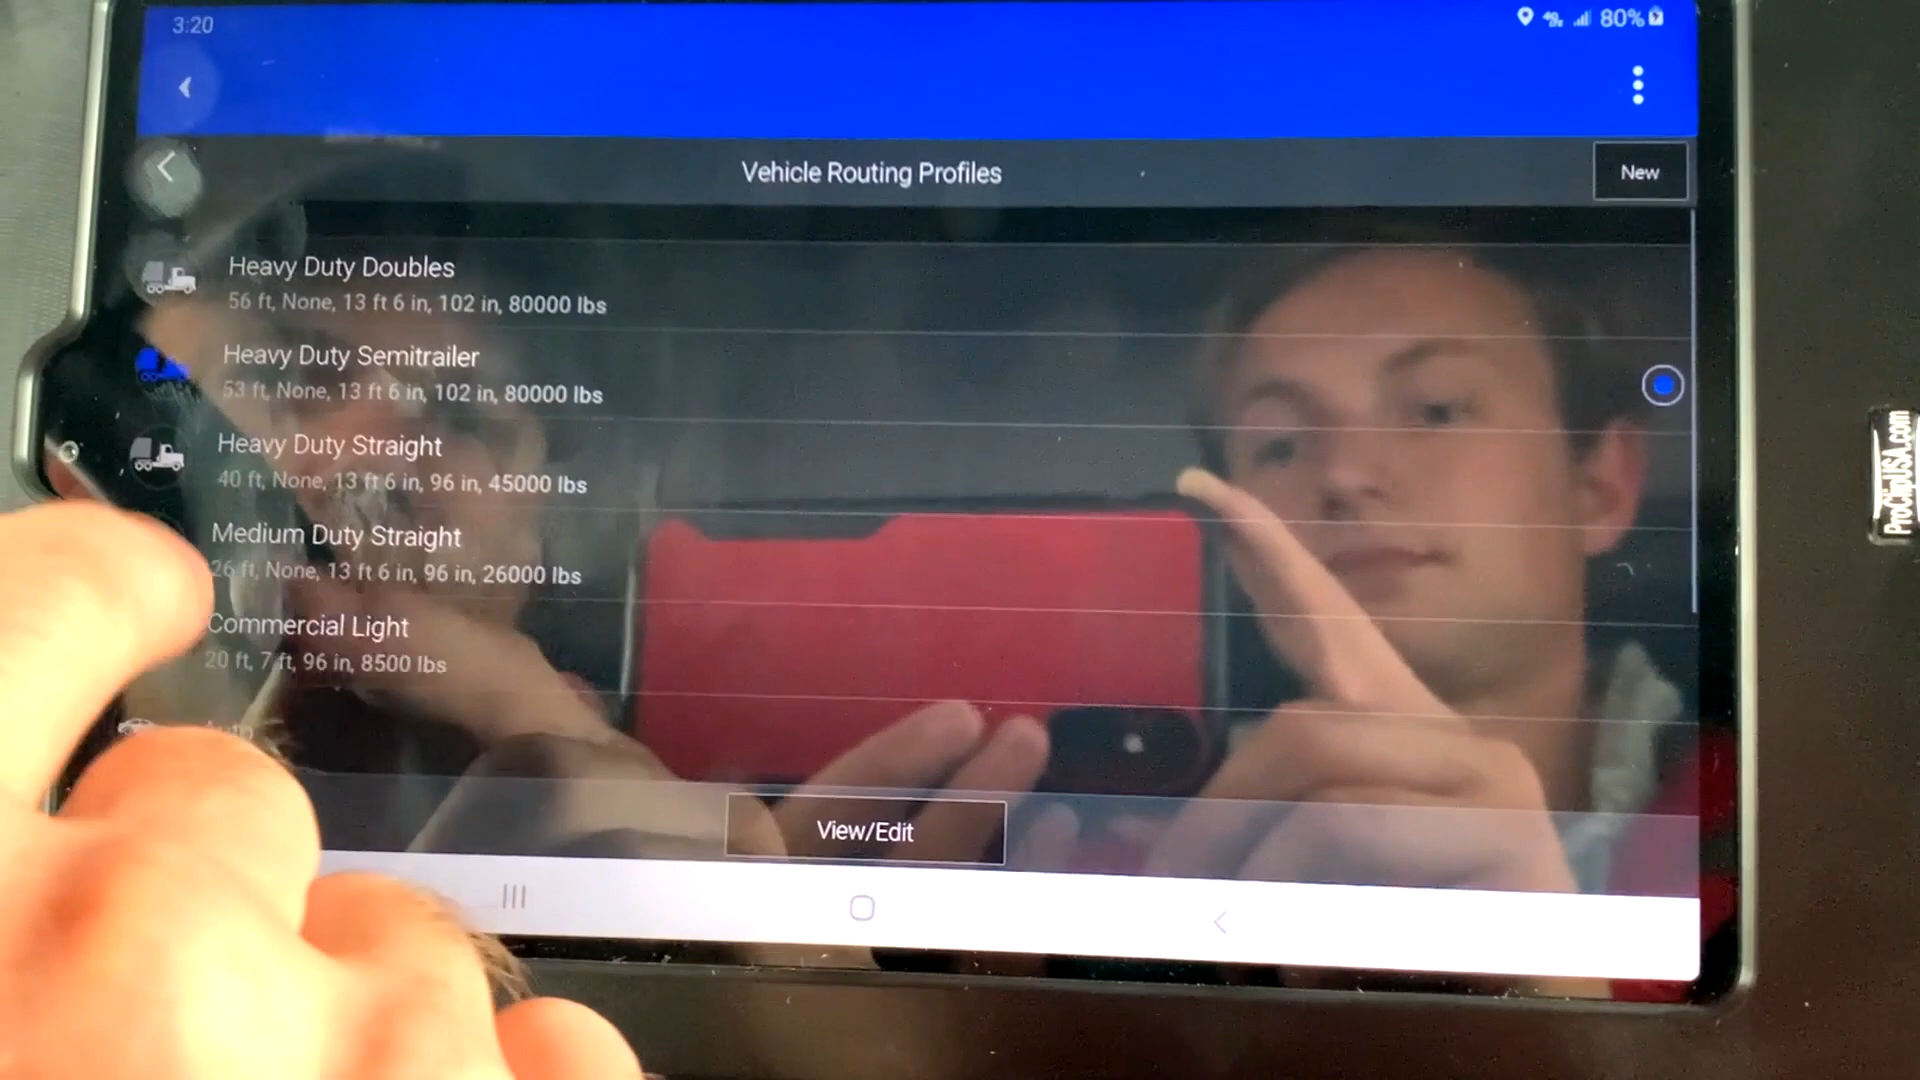 3:20
80%
Vehicle Routing Profiles
New
Heavy Duty Doubles
56 ft, None, 13 ft 6 in, 102 in, 80000 lbs
Heavy Duty Semitrailer
53 ft, None, 13 ft 6 in, 102 in, 80000 lbs
Heavy Duty Straight
40 ft, None, 13 ft 6 in, 96 in, 45000 lbs
Medium Duty Straight
26 ft, None, 13 ft 6 in, 96 in, 26000 lbs
Commercial Light
20 ft, 7 ft, 96 in, 8500 lbs
Auto
View/Edit
ProClipUSA.com